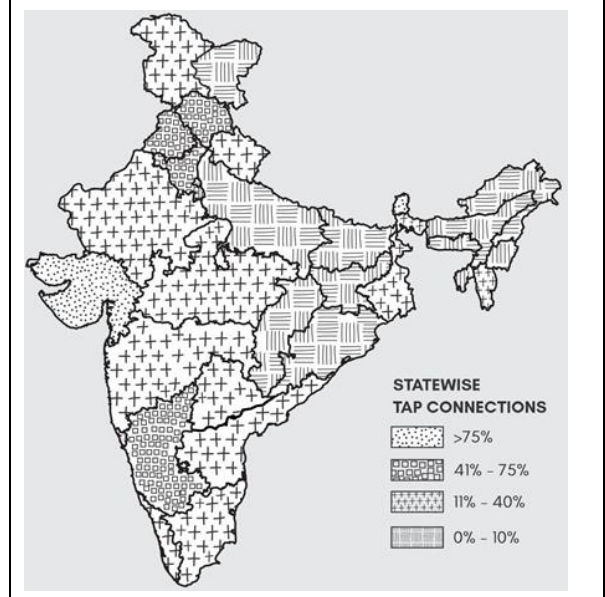 STATEWISE
TAP CONNECTIONS
>75%
41% - 75%
11% - 40%
0% - 10%